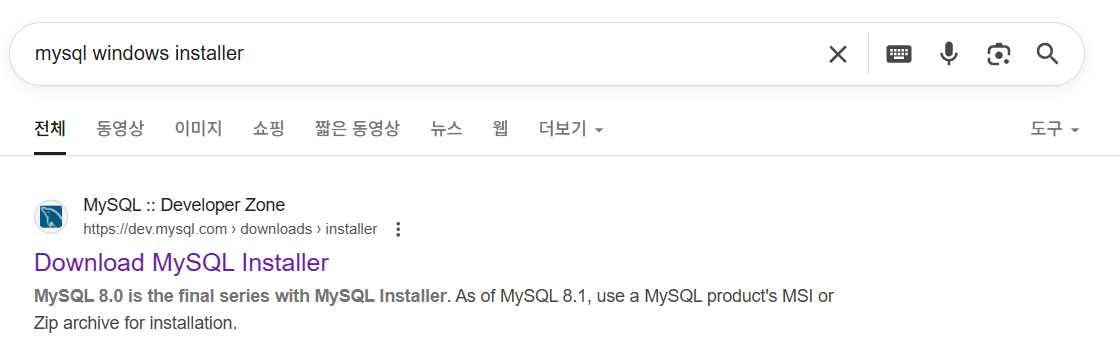 mysql windows installer
전체 동영상 이미지 쇼핑 짧은 동영상 뉴스 웹 더보기 도구
MySQL :: Developer Zone
https://dev.mysql.com › downloads › installer
Download MySQL Installer
MySQL 8.0 is the final series with MySQL Installer. As of MySQL 8.1, use a MySQL product's MSI or
Zip archive for installation.